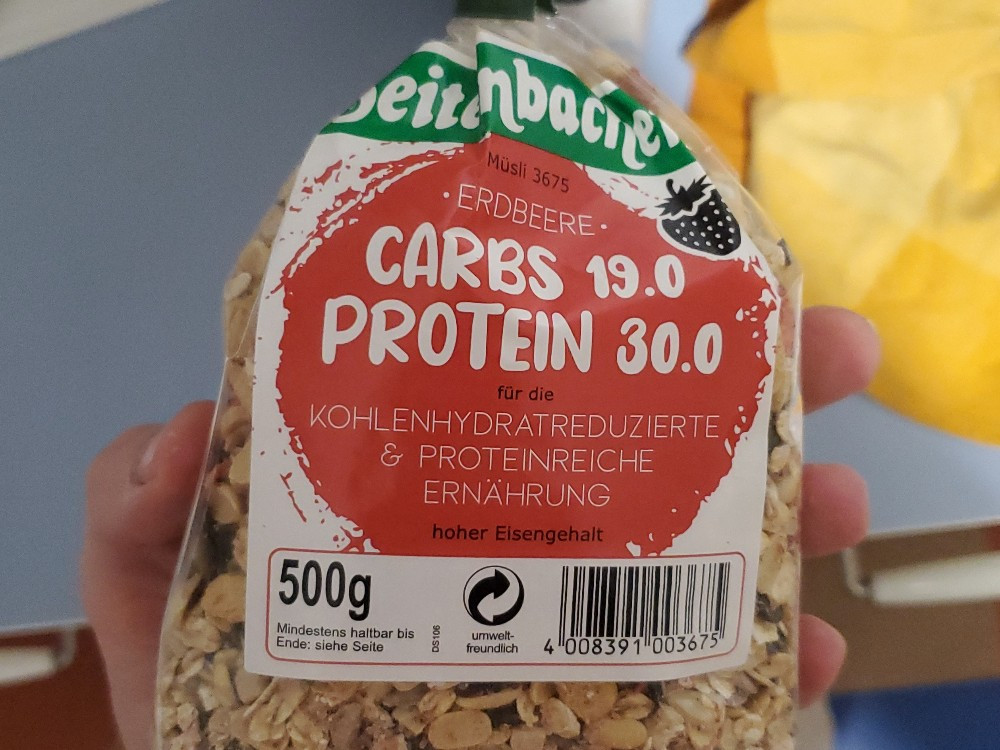 Seitenbacher
Müsli 3675
• ERDBEERE •
CARBS 19.0
PROTEIN 30.0
für die
KOHLENHYDRATREDUZIERTE
& PROTEINREICHE
ERNÄHRUNG
hoher Eisengehalt
500g
Mindestens haltbar bis
Ende: siehe Seite
DS106
umwelt-
freundlich
4 008391 003675